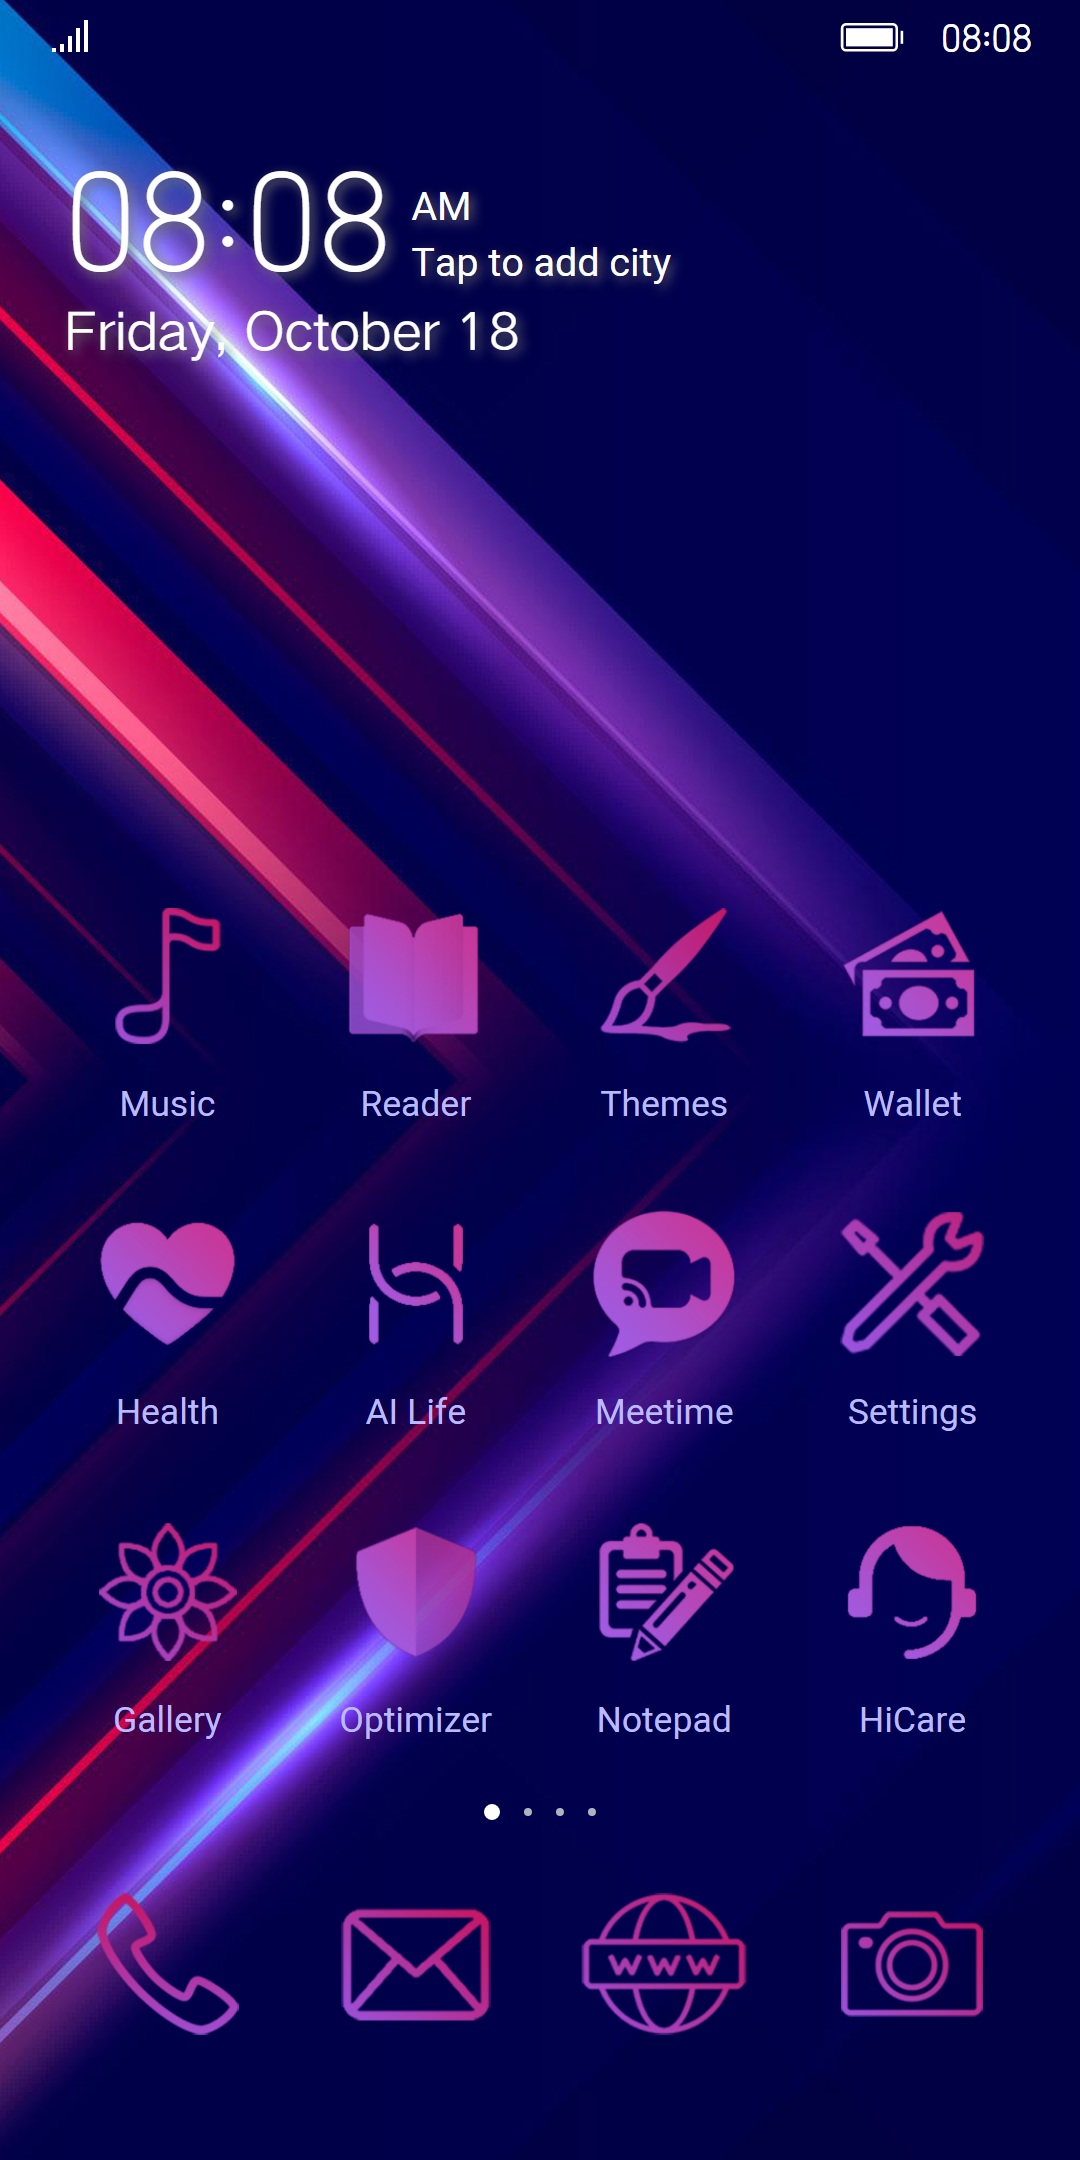 08:08
08:08 AM
Tap to add city
Friday, October 18
Music Reader Themes Wallet
Health AI Life Meetime Settings
Gallery Optimizer Notepad HiCare
WWW